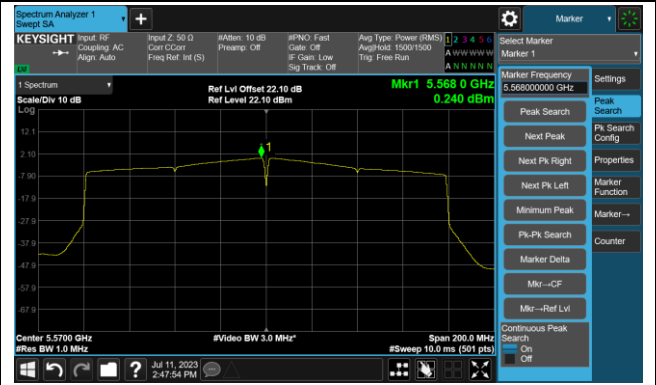 Spectrum Analyzer 1
Swept SA
Marker
KEYSIGHT
Input: RF
Coupling: AC
Align: Auto
Input Z: 50 Ω
Corr CCorr
Freq Ref: Int (S)
#Atten: 10 dB
Preamp: Off
#PNO: Fast
Gate: Off
IF Gain: Low
Sig Track: Off
Avg Type: Power (RMS)
Avg|Hold: 1500/1500
Trig: Free Run
1 2 3 4 5 6
A W W W W W
A N N N N N
LXI
Select Marker
Marker 1
1 Spectrum
Scale/Div 10 dB
Log
Ref Lvl Offset 22.10 dB
Ref Level 22.10 dBm
Mkr1 5.568 0 GHz
0.240 dBm
12.1
2.10
-7.90
-17.9
-27.9
-37.9
-47.9
-57.9
-67.9
1
Center 5.5700 GHz
#Res BW 1.0 MHz
#Video BW 3.0 MHz*
Span 200.0 MHz
#Sweep 10.0 ms (501 pts)
Marker Frequency
5.568000000 GHz
Peak Search
Next Peak
Next Pk Right
Next Pk Left
Minimum Peak
Pk-Pk Search
Marker Delta
Mkr→CF
Mkr→Ref Lvl
Continuous Peak
Search
On
Off
Settings
Peak
Search
Pk Search
Config
Properties
Marker
Function
Marker→
Counter
?
Jul 11, 2023
2:47:54 PM